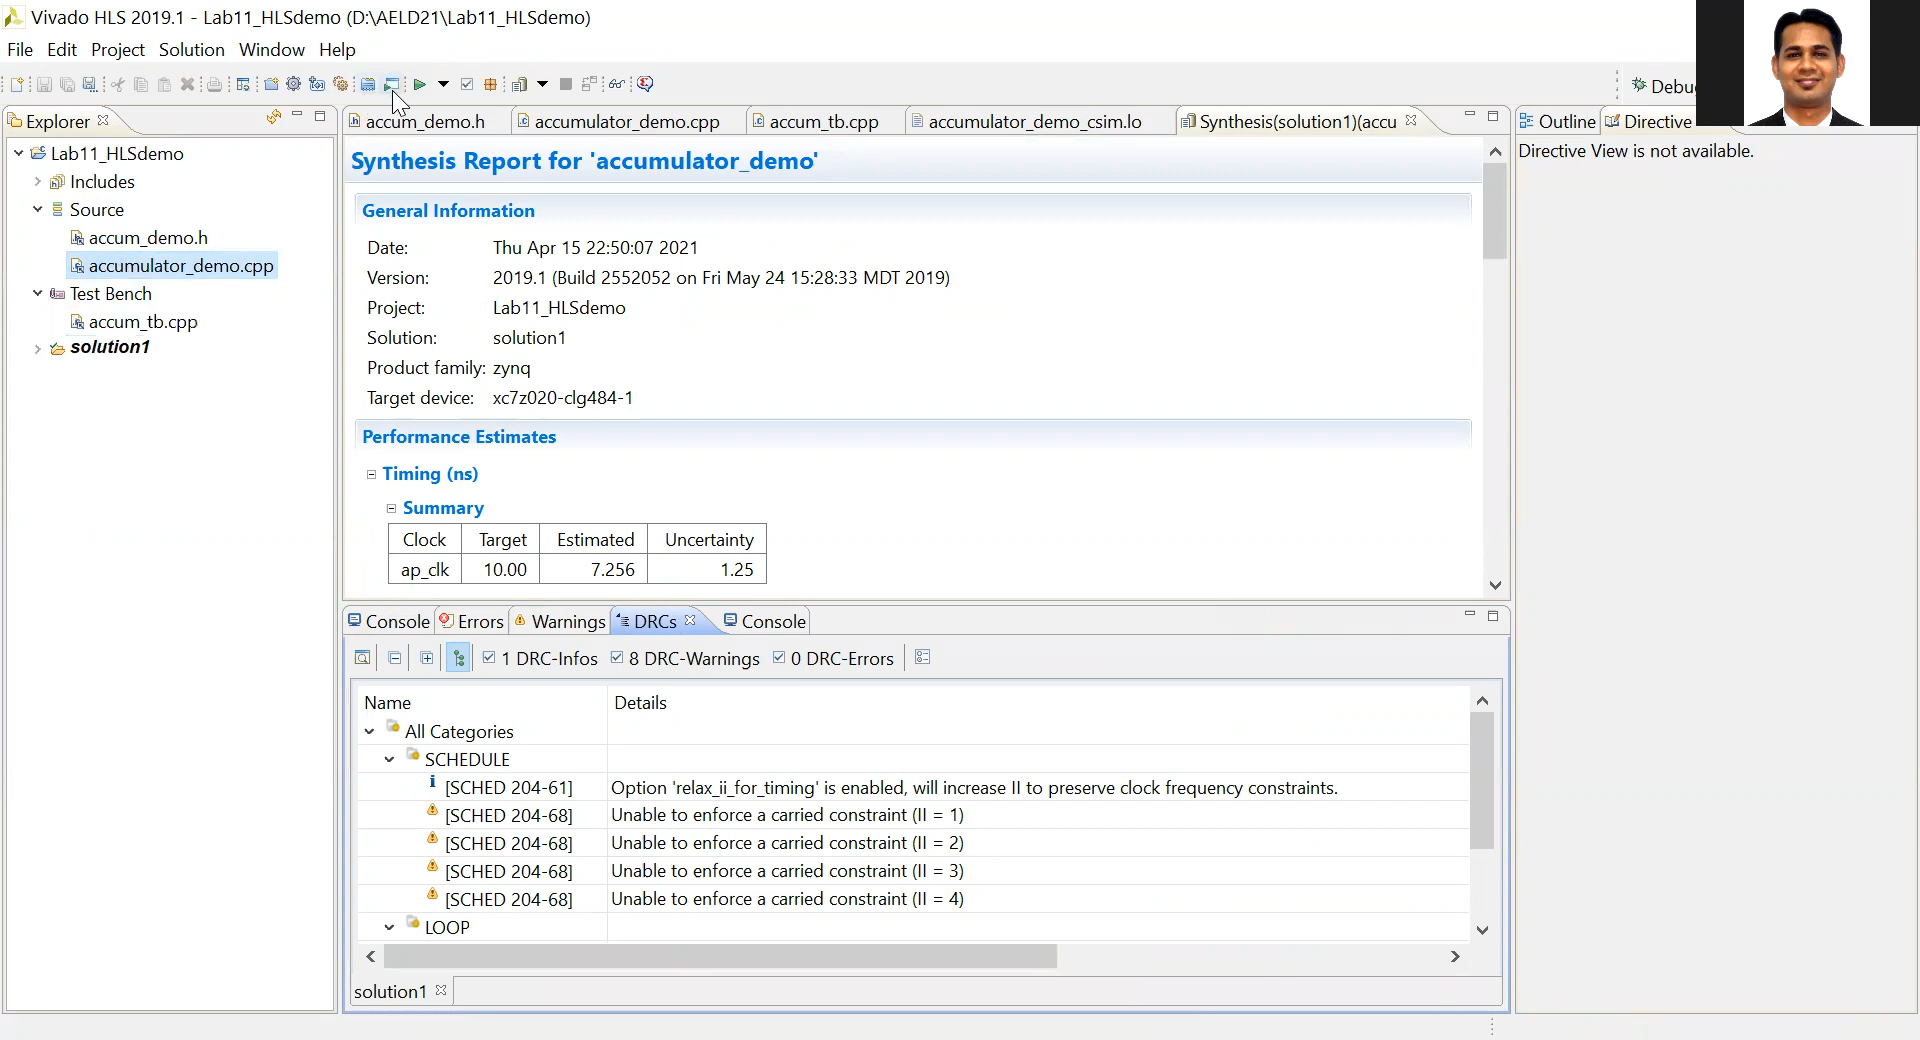 Vivado HLS 2019.1 - Lab11_HLSdemo (D:\AELD21\Lab11_HLSdemo)
File Edit Project Solution Window Help
Debug
Explorer
Lab11_HLSdemo
Includes
Source
accum_demo.h
accumulator_demo.cpp
Test Bench
accum_tb.cpp
solution1
accum_demo.h accumulator_demo.cpp accum_tb.cpp accumulator_demo_csim.lo Synthesis(solution1)(accu
Synthesis Report for 'accumulator_demo'
General Information
Date: Thu Apr 15 22:50:07 2021
Version: 2019.1 (Build 2552052 on Fri May 24 15:28:33 MDT 2019)
Project: Lab11_HLSdemo
Solution: solution1
Product family: zynq
Target device: xc7z020-clg484-1
Performance Estimates
Timing (ns)
Summary
Clock Target Estimated Uncertainty
ap_clk 10.00 7.256 1.25
Console Errors Warnings DRCs Console
1 DRC-Infos 8 DRC-Warnings 0 DRC-Errors
Name Details
All Categories
SCHEDULE
[SCHED 204-61] Option 'relax_ii_for_timing' is enabled, will increase II to preserve clock frequency constraints.
[SCHED 204-68] Unable to enforce a carried constraint (II = 1)
[SCHED 204-68] Unable to enforce a carried constraint (II = 2)
[SCHED 204-68] Unable to enforce a carried constraint (II = 3)
[SCHED 204-68] Unable to enforce a carried constraint (II = 4)
LOOP
solution1
Outline Directive
Directive View is not available.